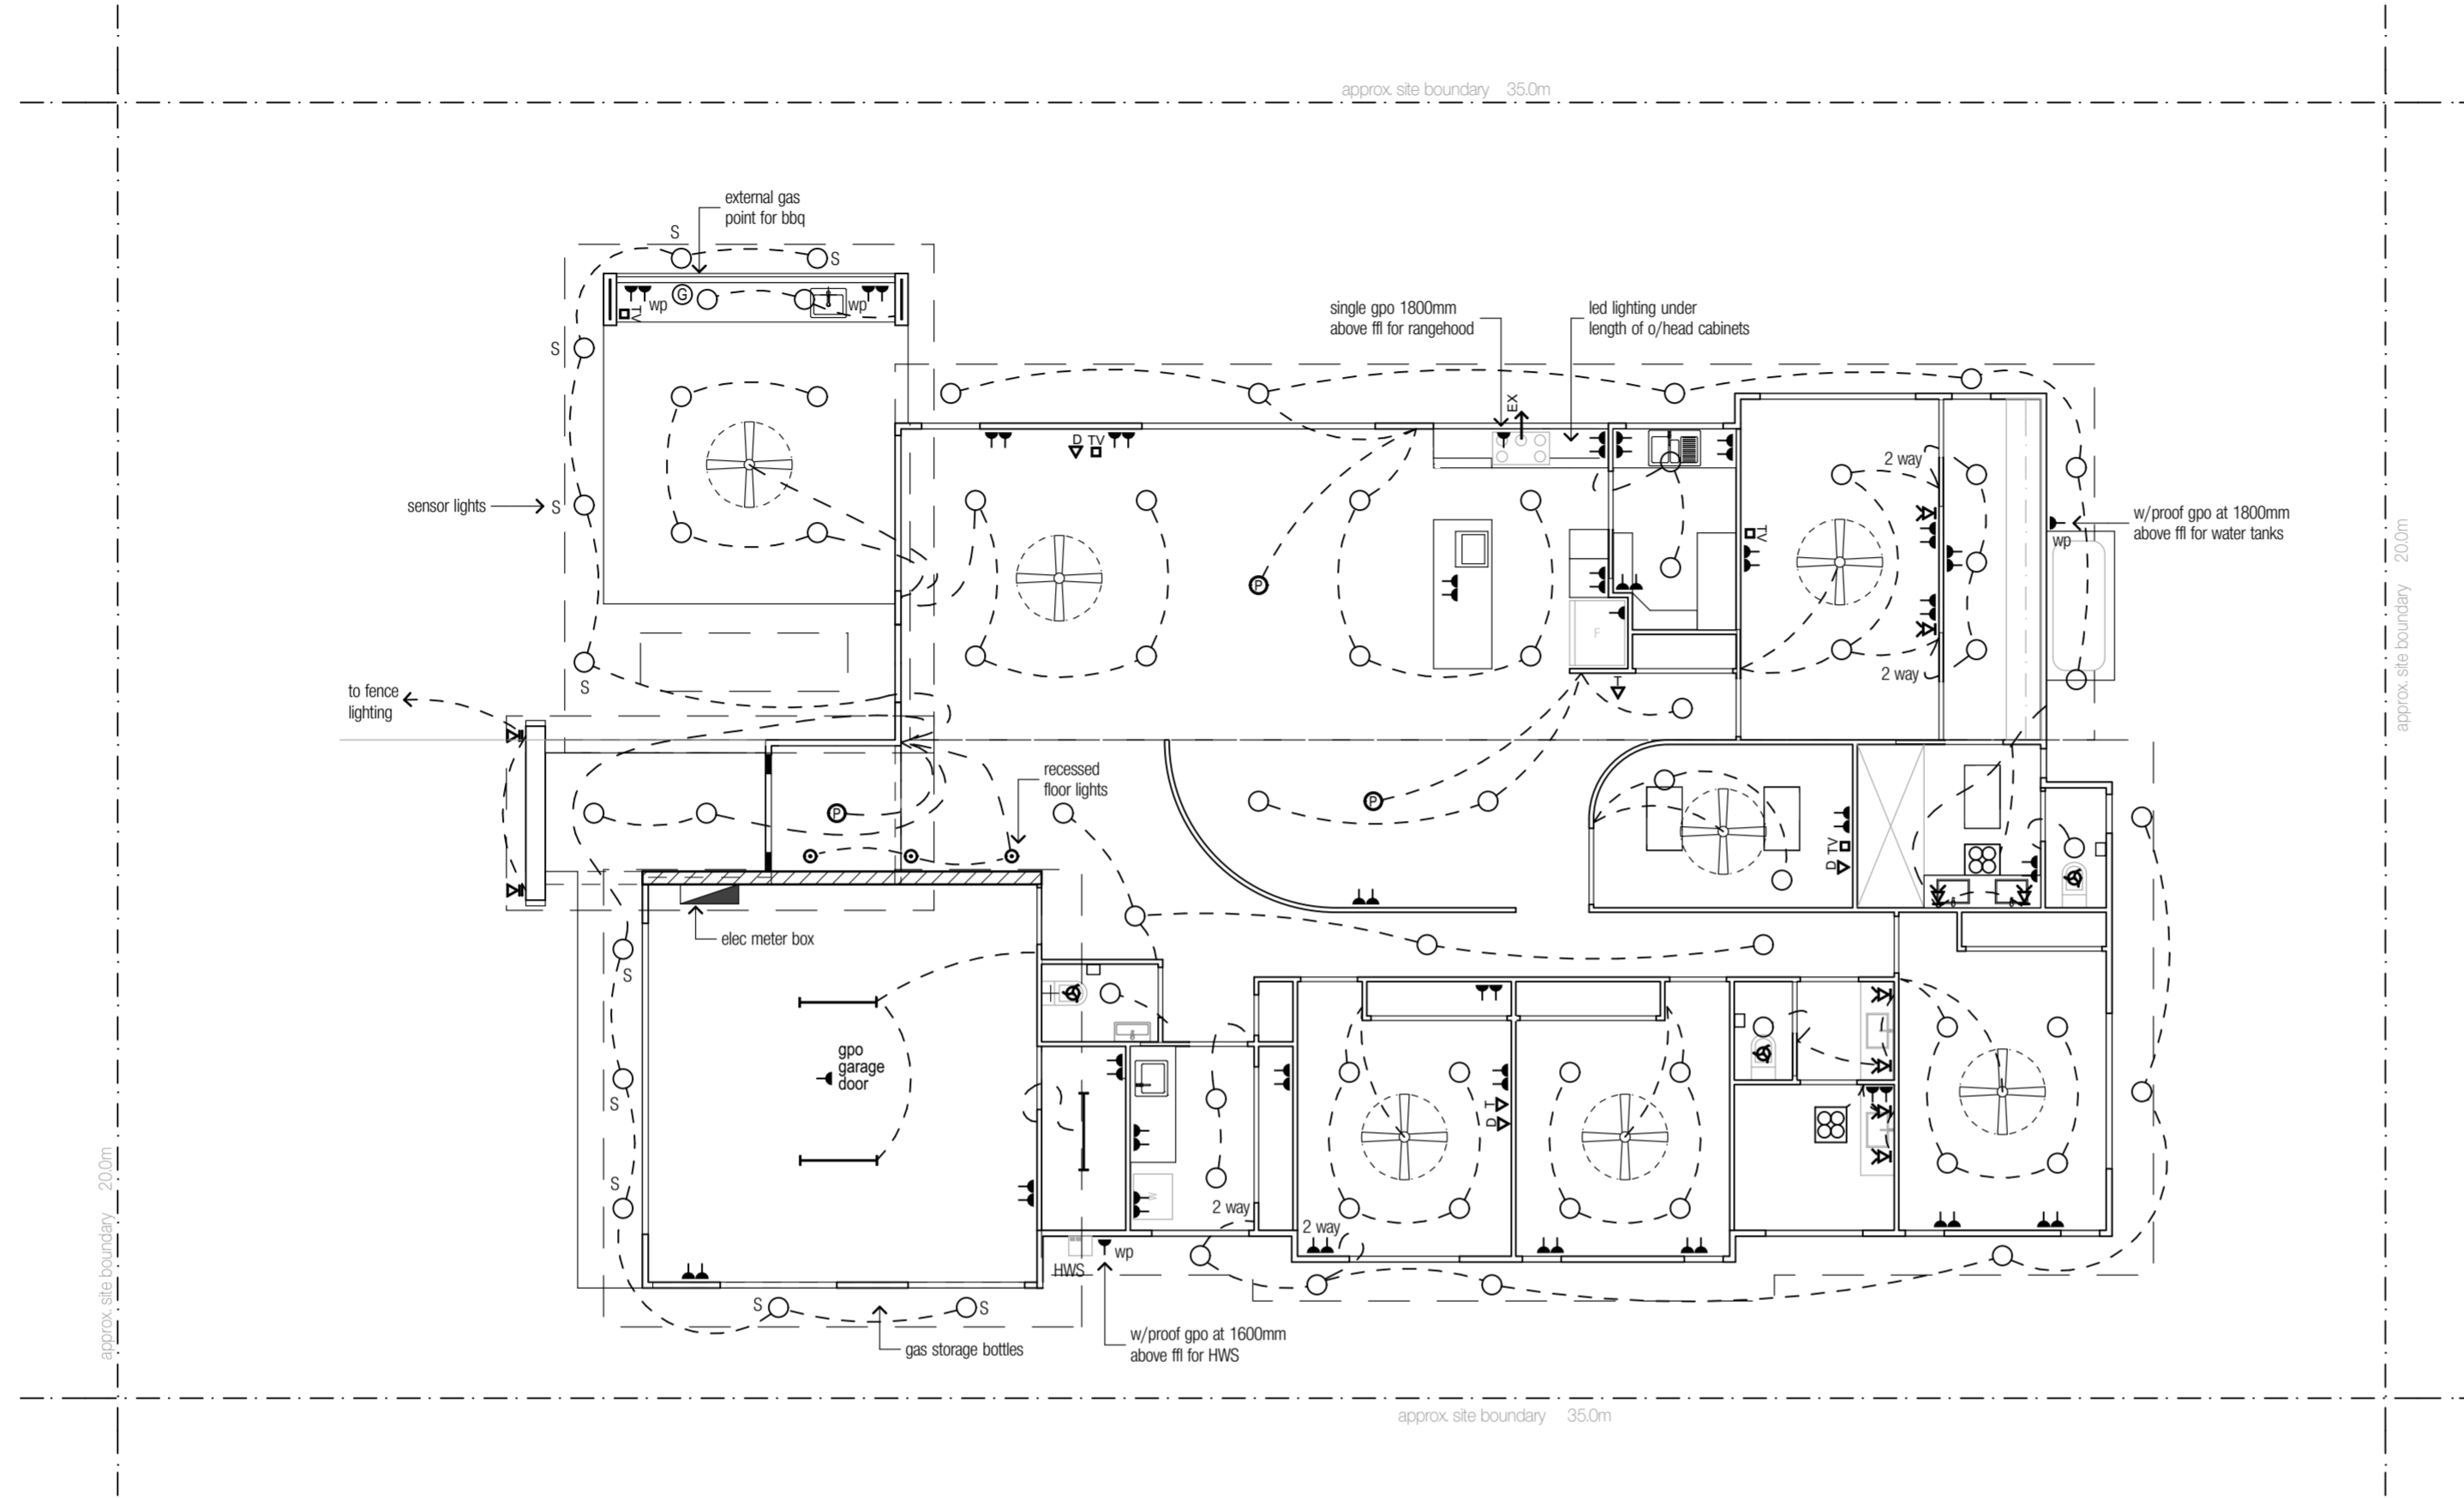 approx. site boundary 35.0m
external gas
point for bbq
S
S
G
wp
wp
TV
S
single gpo 1800mm
above ffl for rangehood
led lighting under
length of o/head cabinets
EX
D TV
2 way
sensor lights
S
w/proof gpo at 1800mm
above ffl for water tanks
wp
TV
approx. site boundary 20.0m
P
F
S
2 way
T
to fence
lighting
recessed
floor lights
P
P
D TV
elec meter box
S
gpo
garage
door
S
S
D T
W
2 way
2 way
wp
HWS
S
S
w/proof gpo at 1600mm
above ffl for HWS
gas storage bottles
approx. site boundary 20.0m
approx. site boundary 35.0m